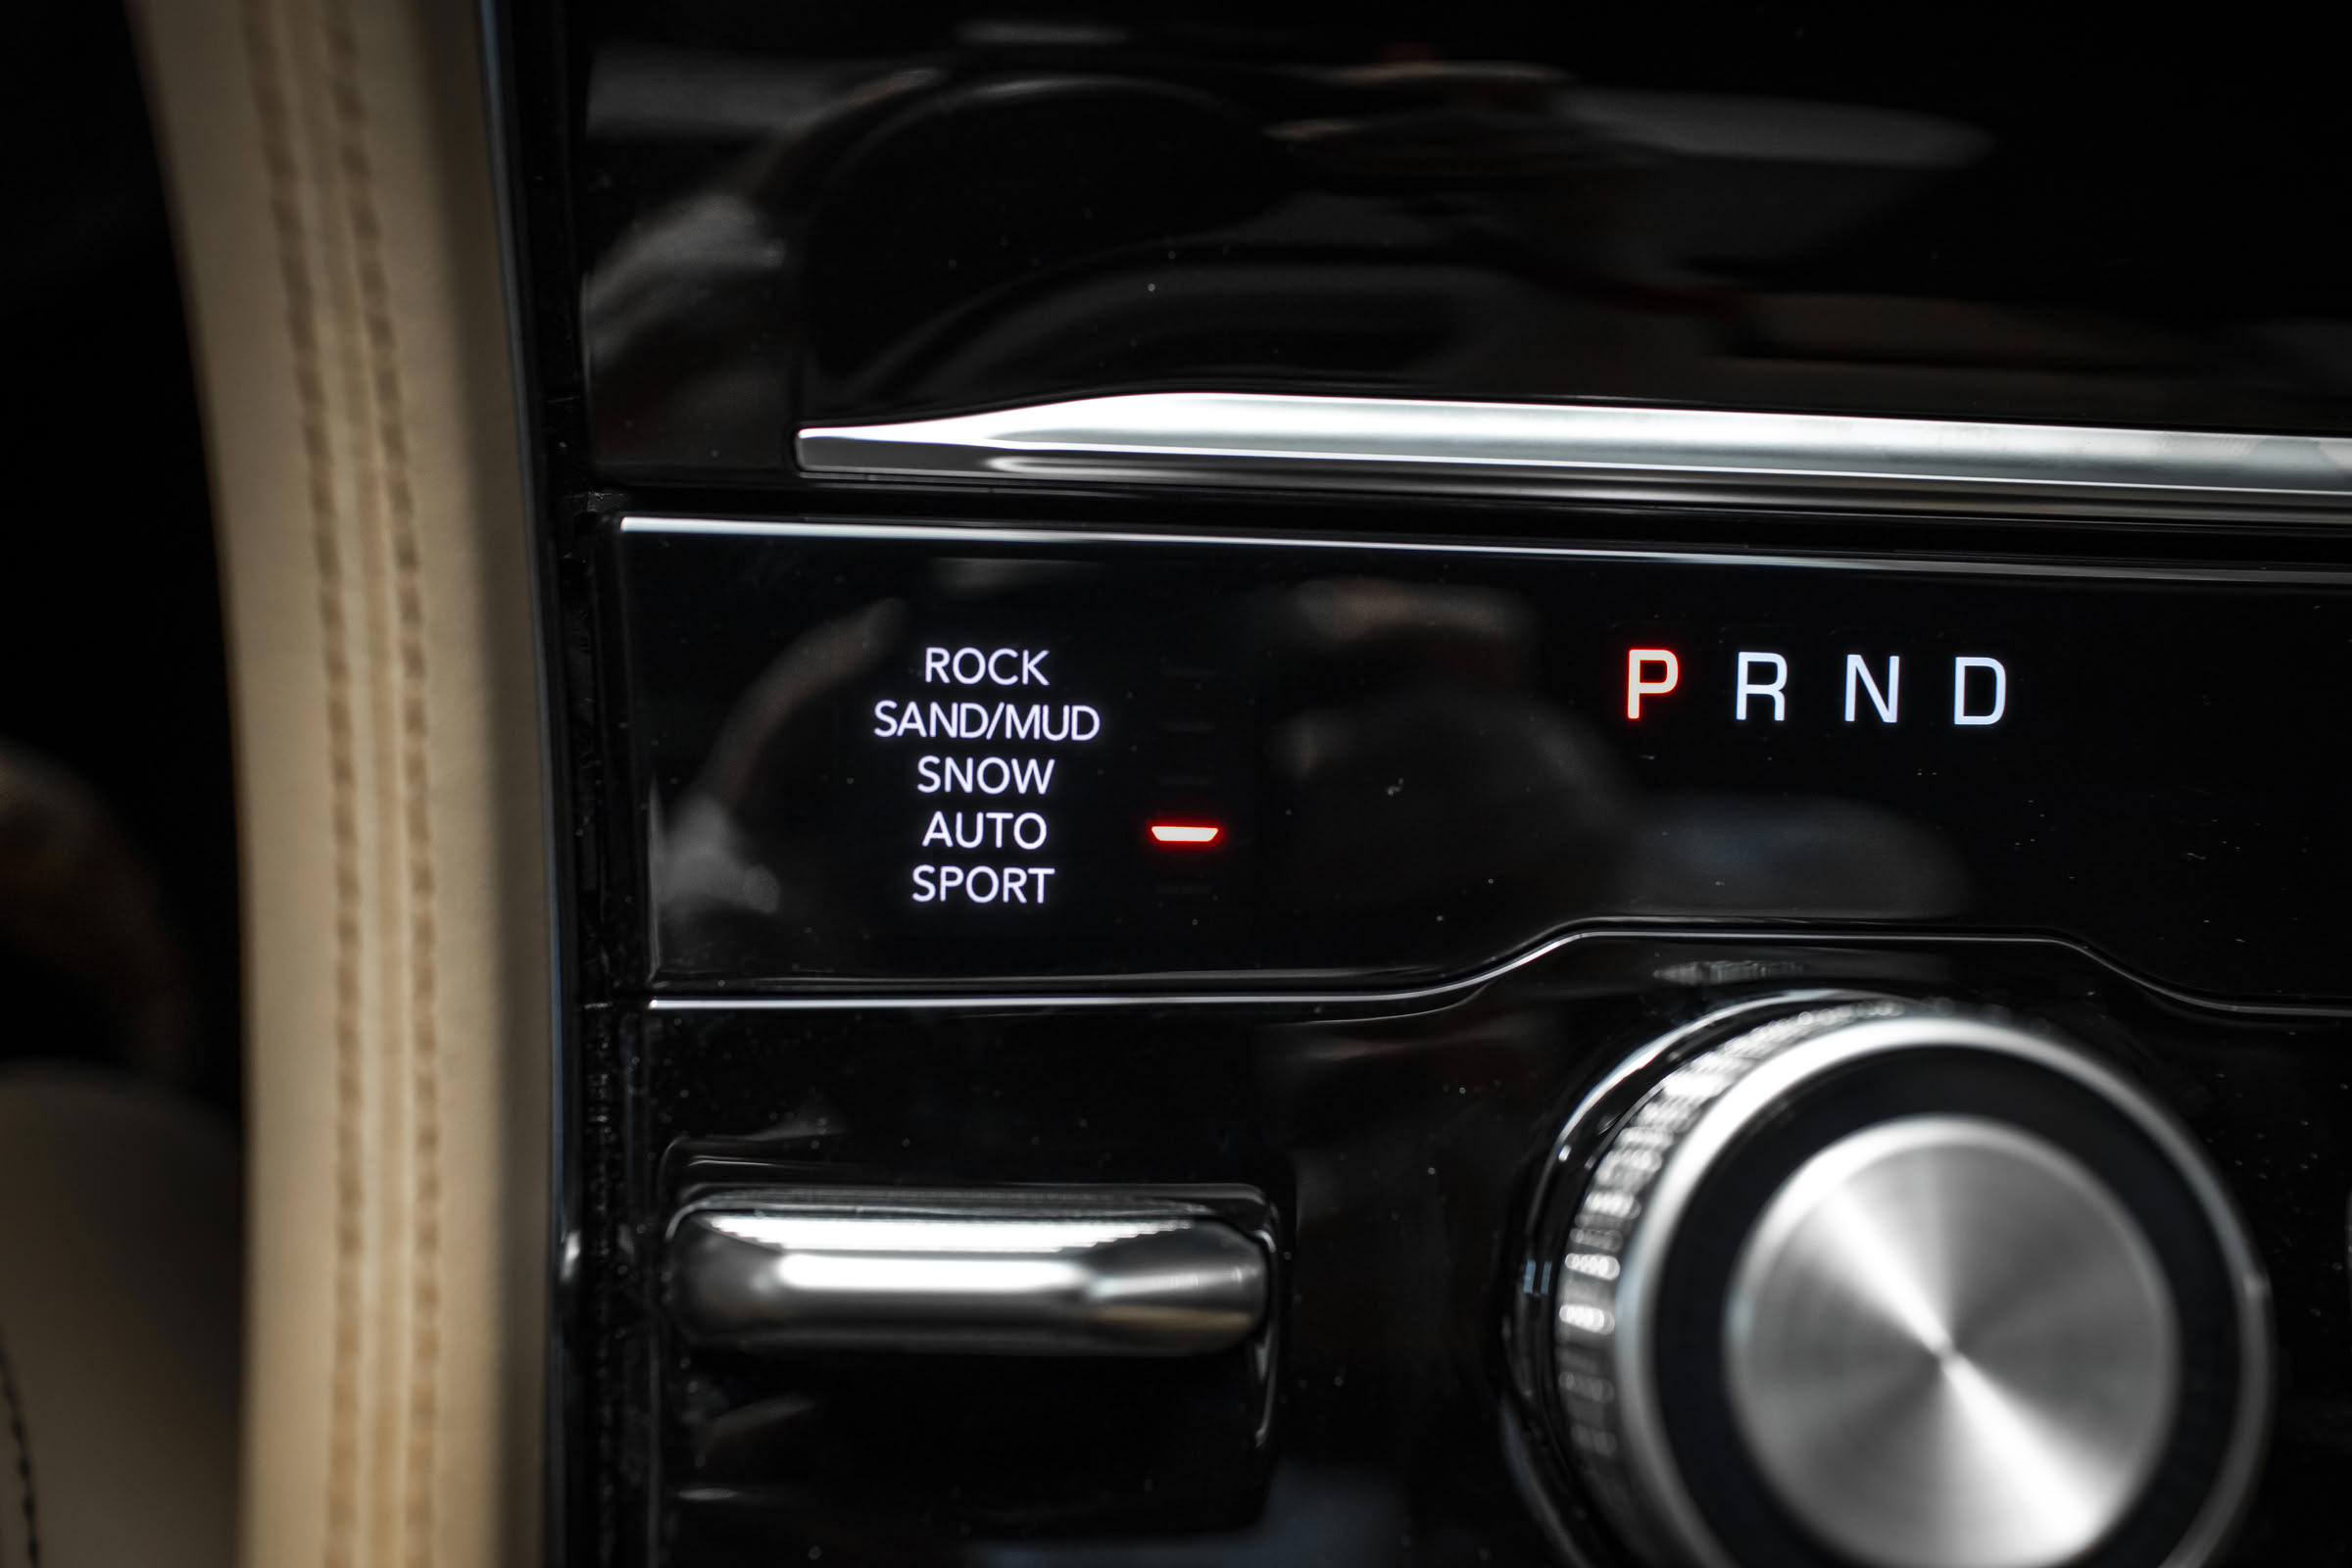 ROCK
SAND/MUD
SNOW
AUTO
SPORT
P R N D